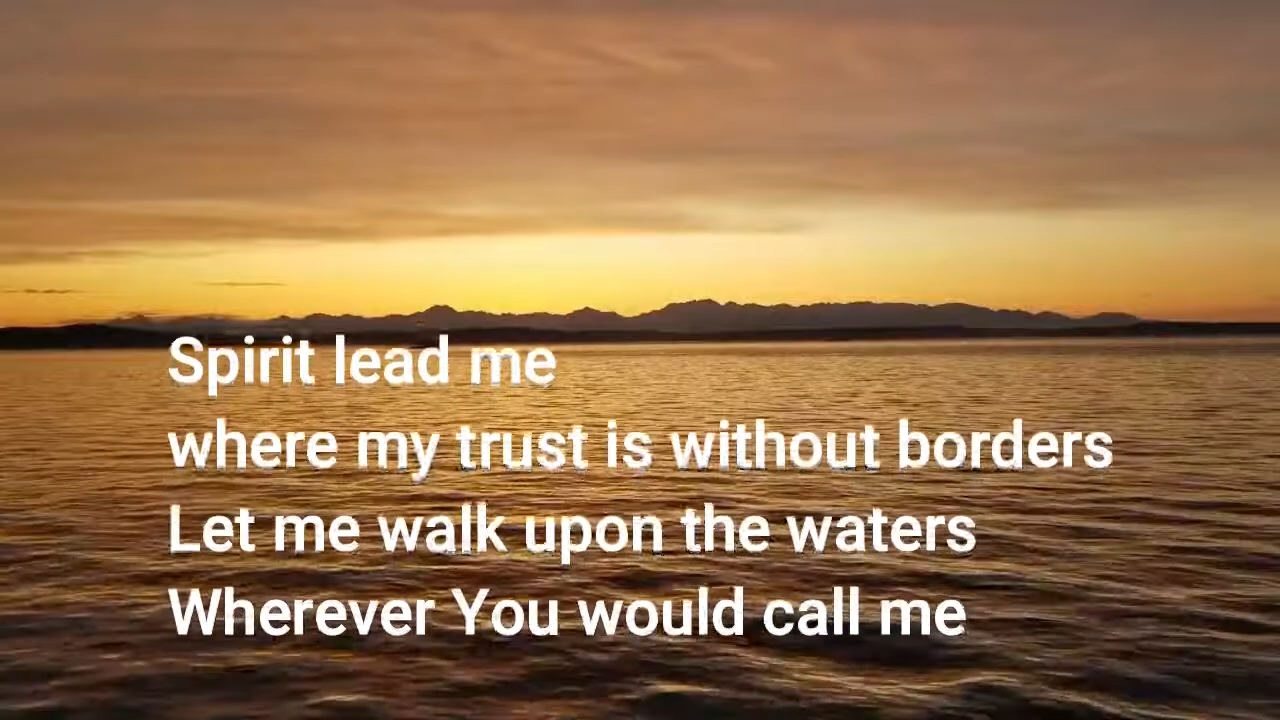 Spirit lead me
where my trust is without borders
Let me walk upon the waters
Wherever You would call me